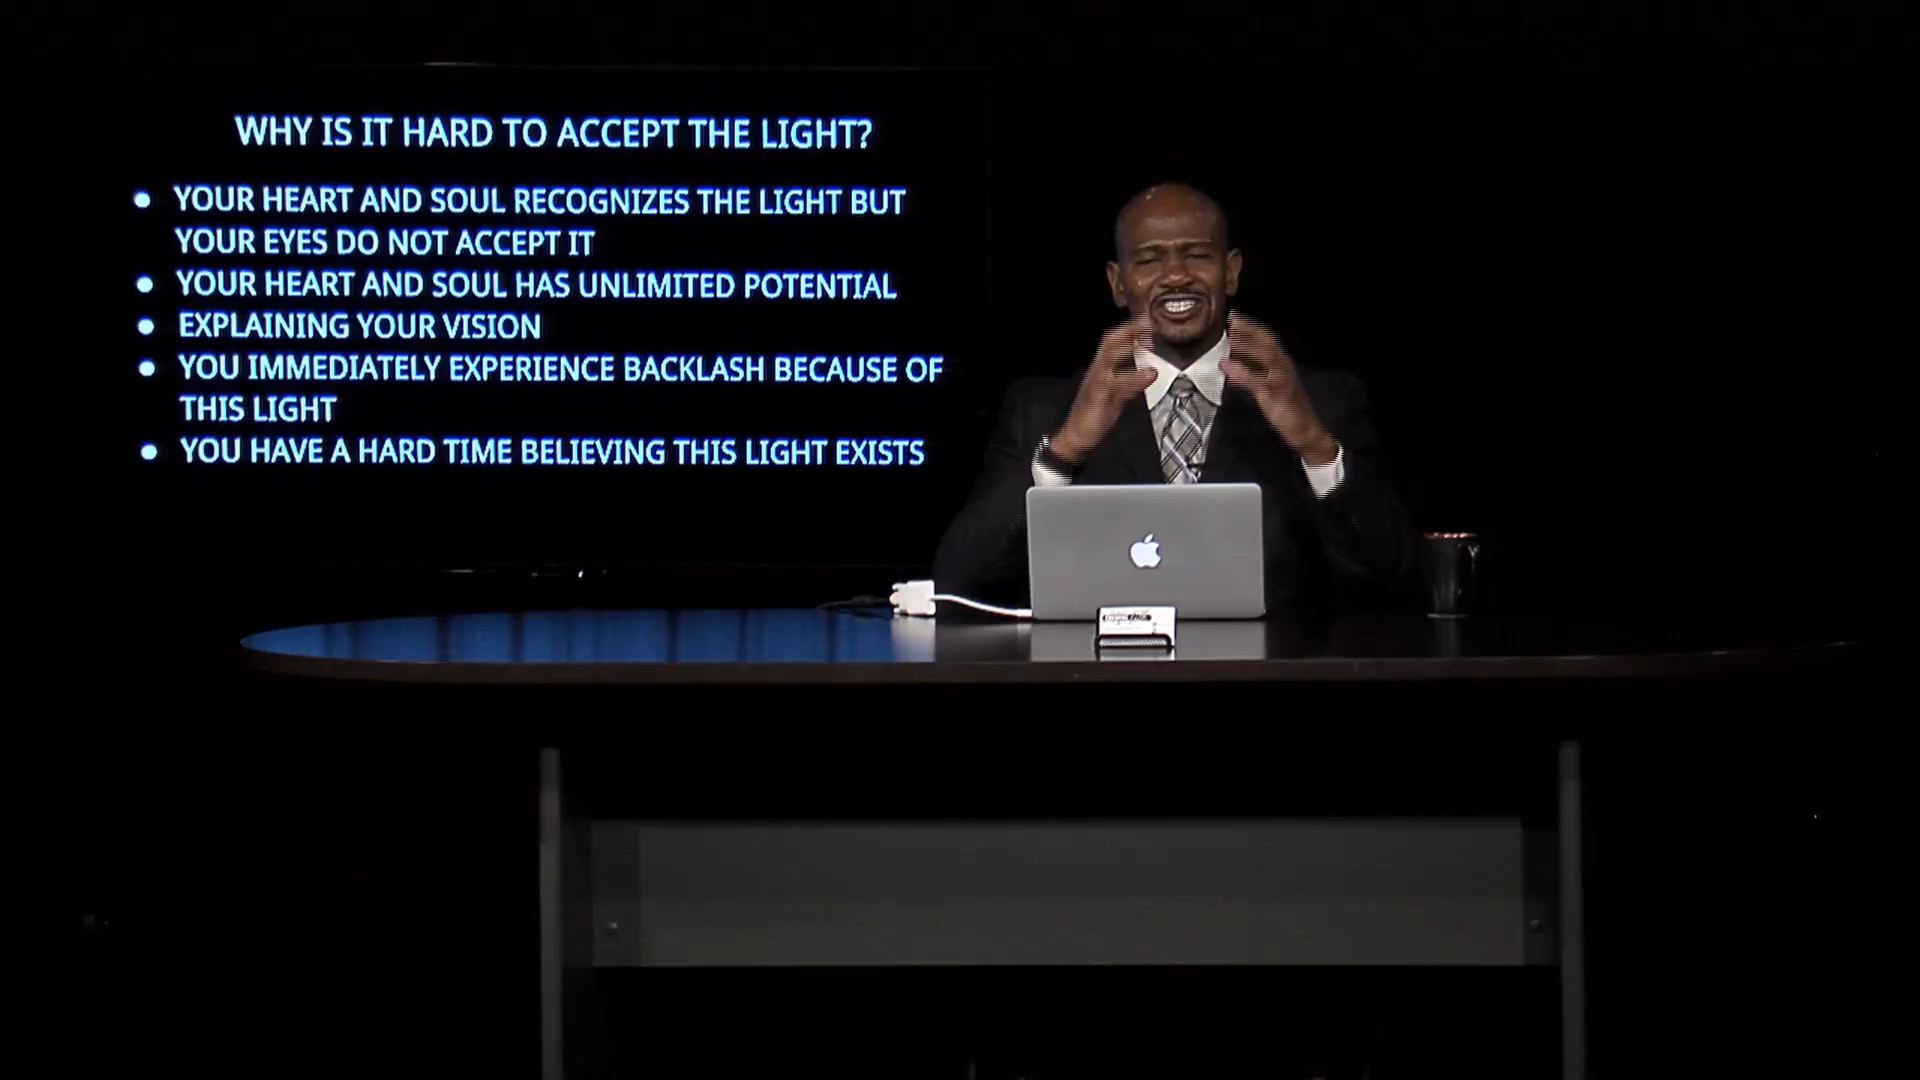 WHY IS IT HARD TO ACCEPT THE LIGHT?
● YOUR HEART AND SOUL RECOGNIZES THE LIGHT BUT
YOUR EYES DO NOT ACCEPT IT
● YOUR HEART AND SOUL HAS UNLIMITED POTENTIAL
● EXPLAINING YOUR VISION
● YOU IMMEDIATELY EXPERIENCE BACKLASH BECAUSE OF
THIS LIGHT
● YOU HAVE A HARD TIME BELIEVING THIS LIGHT EXISTS